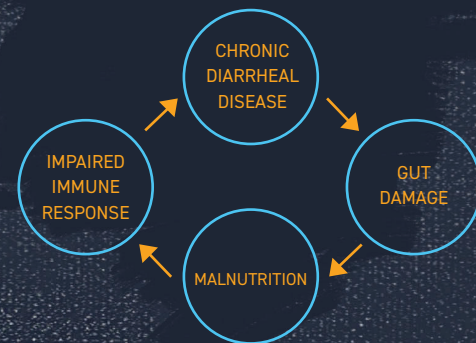 CHRONIC
DIARRHEAL
DISEASE
GUT
DAMAGE
MALNUTRITION
IMPAIRED
IMMUNE
RESPONSE